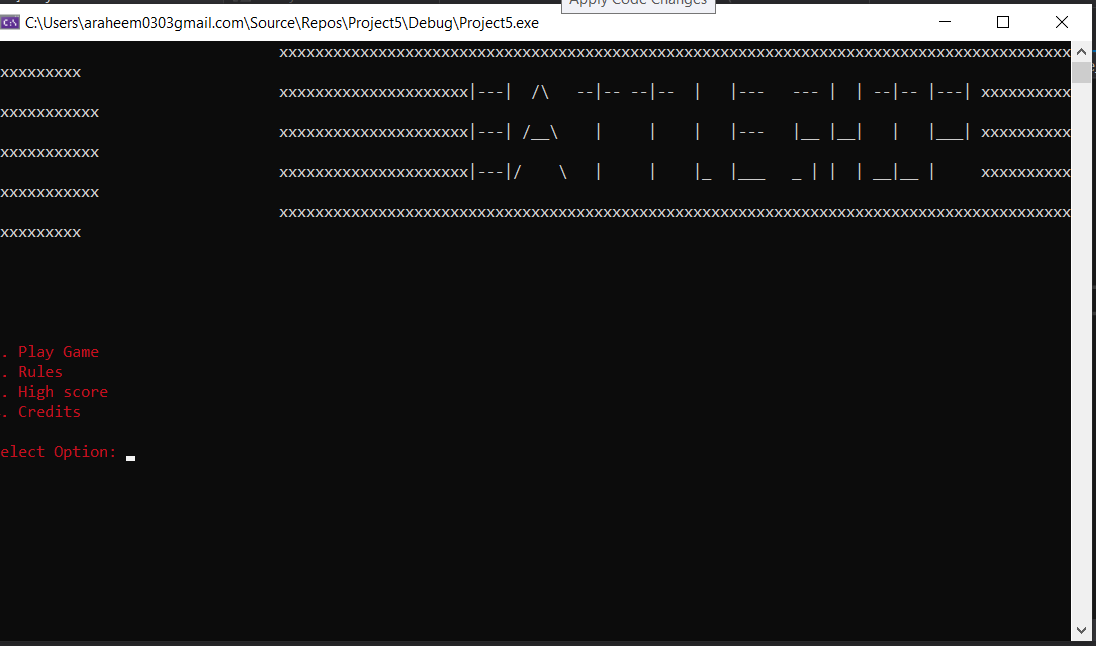 Apply Code Changes
C:\Users\araheem0303gmail.com\Source\Repos\Project5\Debug\Project5.exe
xxxxxxxxxxxxxxxxxxxxxxxxxxxxxxxxxxxxxxxxxxxxxxxxxxxxxxxxxxxxxxxxxxxxxxxxxxxxxxxxxxxxxxxx
xxxxxxxxx
xxxxxxxxxxxxxxxxxxxxx|---|  /\   --|-- --|--  |   |---   --- |  | --|-- |---| xxxxxxxxxx
xxxxxxxxxxx
xxxxxxxxxxxxxxxxxxxxx|---| /__\    |     |    |   |---   |__ |__|   |   |___| xxxxxxxxxx
xxxxxxxxxxx
xxxxxxxxxxxxxxxxxxxxx|---|/    \   |     |    |_  |___   _ | |  | __|__ |     xxxxxxxxxx
xxxxxxxxxxx
xxxxxxxxxxxxxxxxxxxxxxxxxxxxxxxxxxxxxxxxxxxxxxxxxxxxxxxxxxxxxxxxxxxxxxxxxxxxxxxxxxxxxxxx
xxxxxxxxx
. Play Game
. Rules
. High score
. Credits
elect Option: